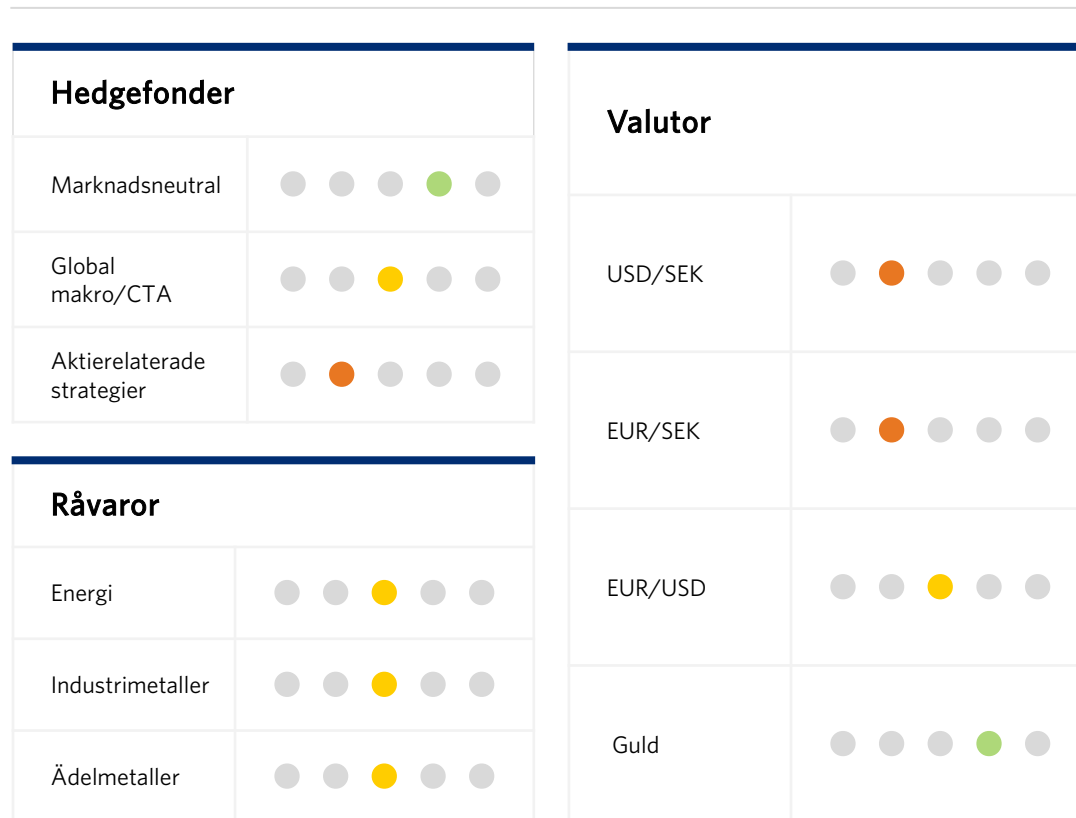 Hedgefonder
Marknadsneutral
Global
makro/CTA
Aktierelaterade
strategier
Råvaror
Energi
Industrimetaller
Ädelmetaller
Valutor
USD/SEK
EUR/SEK
EUR/USD
Guld